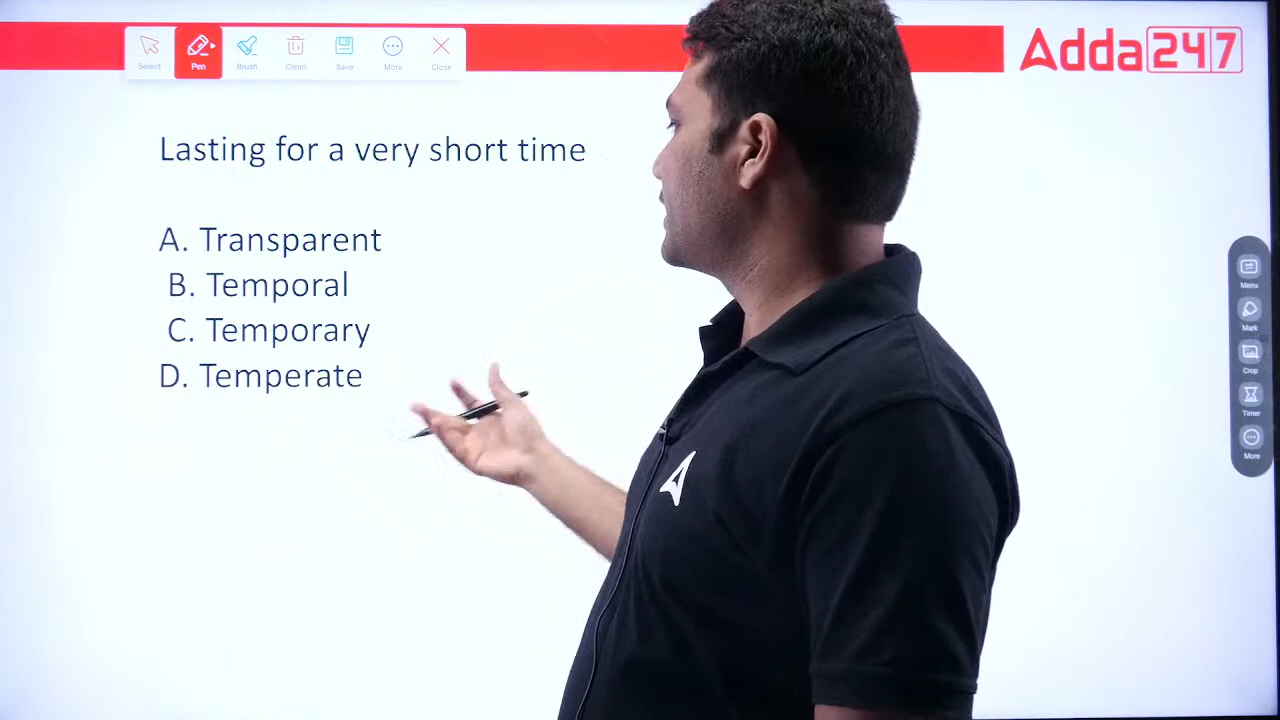 Select Pen Brush Clean Save More Close
Adda247
Lasting for a very short time
A. Transparent
B. Temporal
C. Temporary
D. Temperate
Menu
Mark
Crop
Timer
More